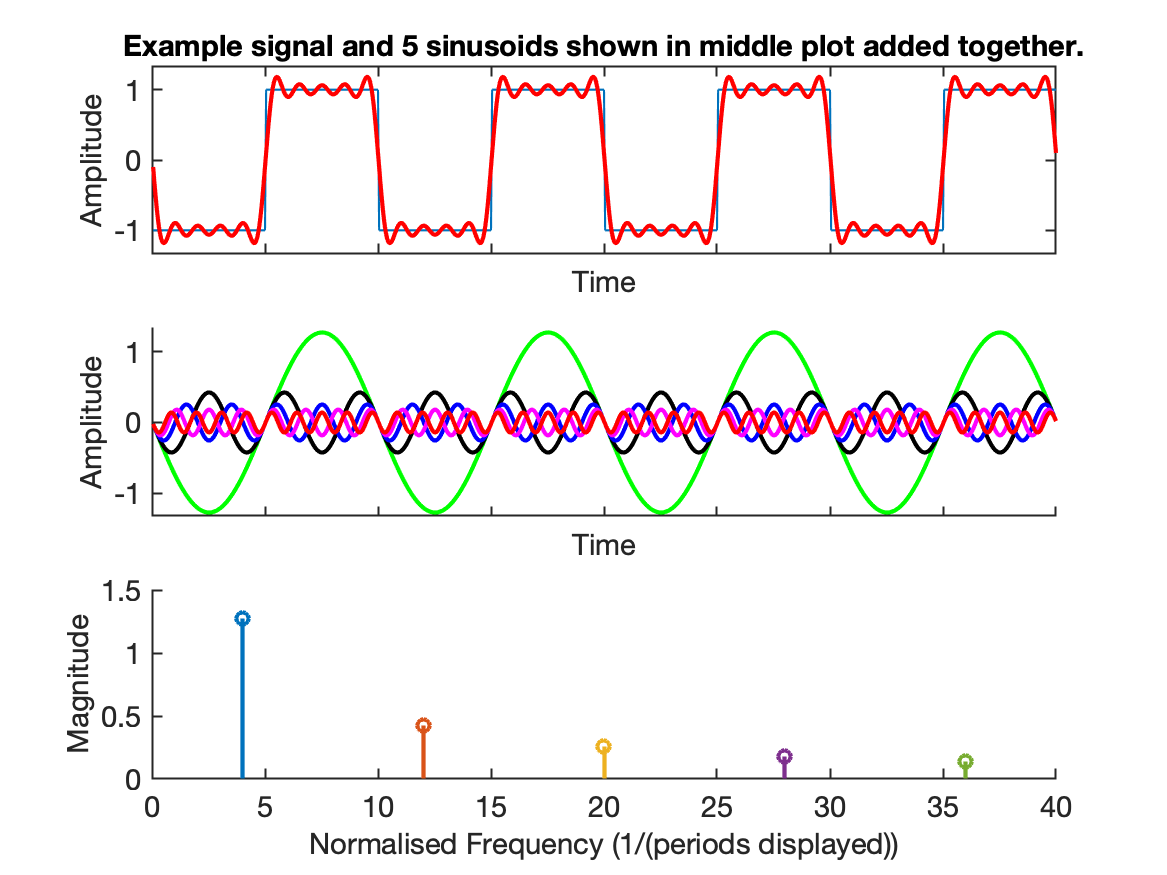 Example signal and 5 sinusoids shown in middle plot added together.
Amplitude
1
0
-1
Time
Amplitude
1
0
-1
Time
Magnitude
1.5
1
0.5
0
0 5 10 15 20 25 30 35 40
Normalised Frequency (1/(periods displayed))